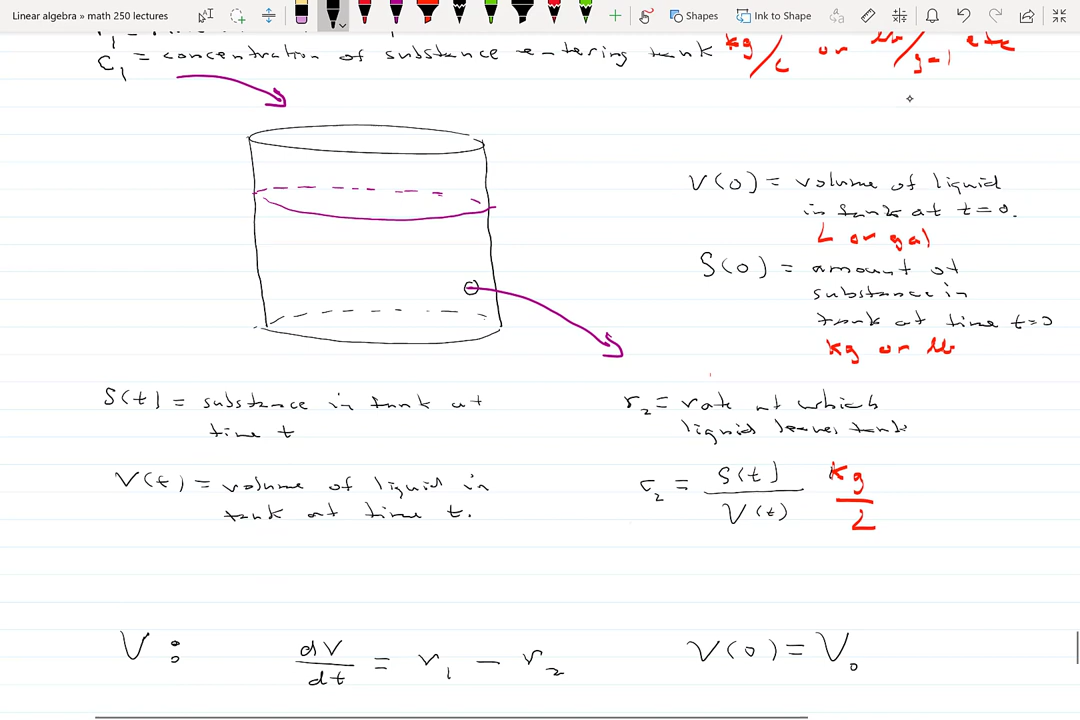 Linear algebra » math 250 lectures
Shapes
Ink to Shape
C₁ = concentration of substance entering tank kg/L or lb/gal etc
V(0) = volume of liquid
in tank at t=0.
L or gal
S(0) = amount of
substance in
tank at time t=0
kg or lb
S(t) = substance in tank at
time t
r₂ = rate at which
liquid leaves tank
V(t) = volume of liquid in
tank at time t.
c₂ = S(t)/V(t) kg/L
V: dV/dt = r₁ - r₂ V(0) = V₀